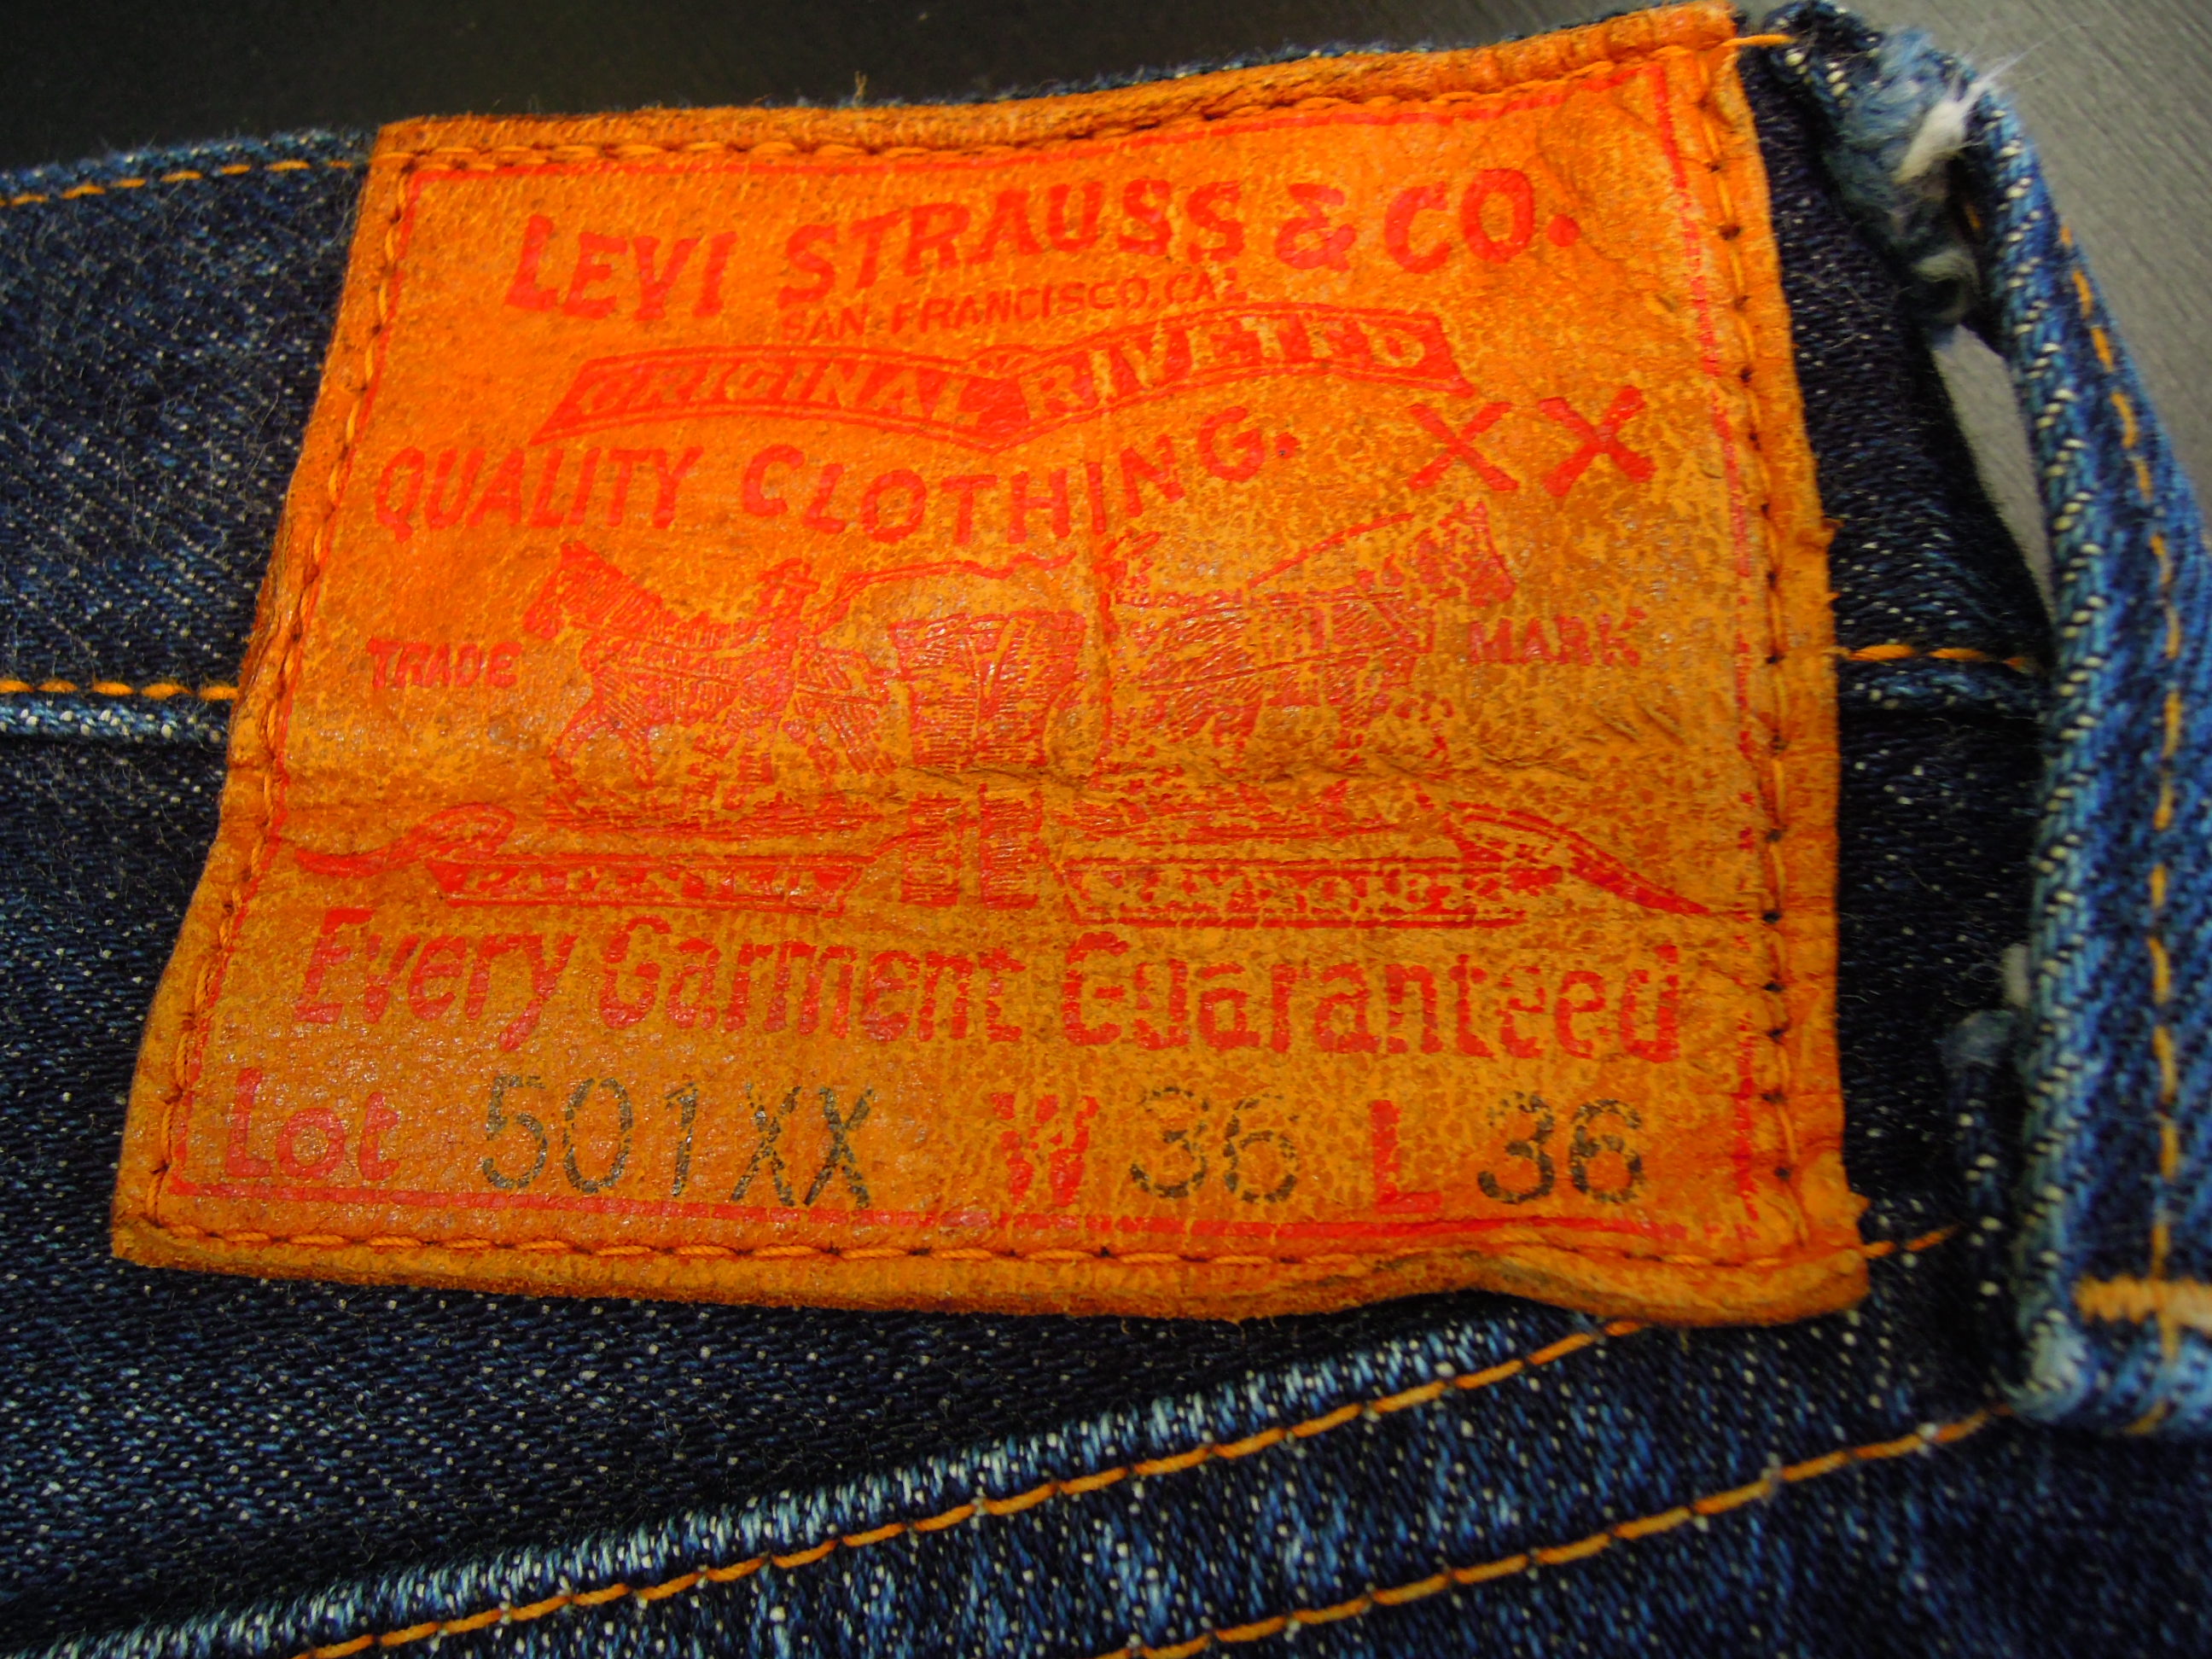 LEVI STRAUSS & CO.
SAN FRANCISCO, CAL
ORIGINAL RIVETED
QUALITY CLOTHING. XX
TRADE MARK
Every Garment Guaranteed
Lot 501XX W 36 L 36